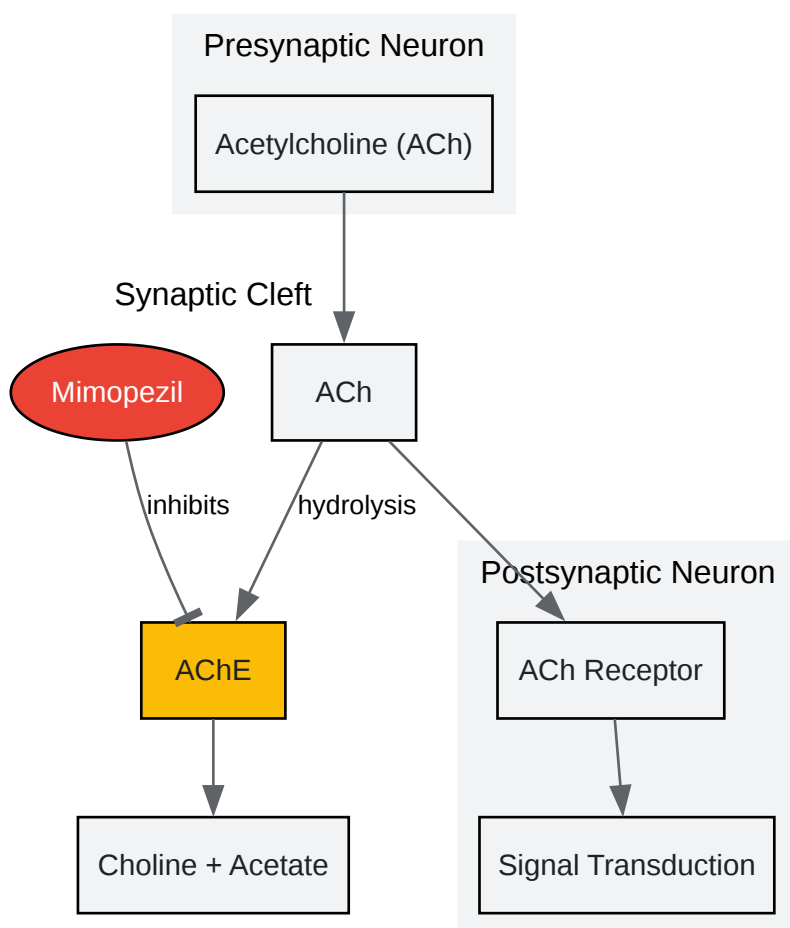 Presynaptic Neuron
Acetylcholine (ACh)
Synaptic Cleft
Mimopezil
ACh
inhibits
hydrolysis
Postsynaptic Neuron
AChE
ACh Receptor
Choline + Acetate
Signal Transduction